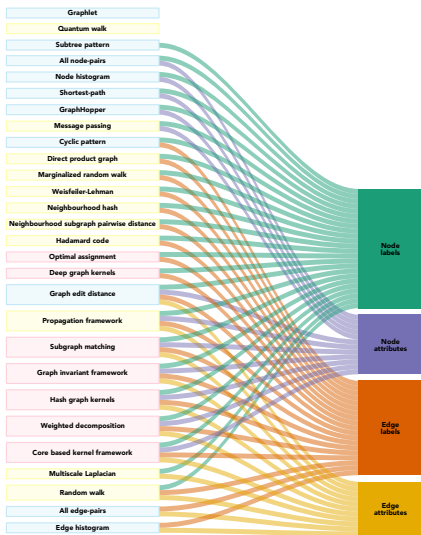 Graphlet
Quantum walk
Subtree pattern
All node-pairs
Node histogram
Shortest-path
GraphHopper
Message passing
Cyclic pattern
Direct product graph
Marginalized random walk
Weisfeiler-Lehman
Neighbourhood hash
Neighbourhood subgraph pairwise distance
Hadamard code
Optimal assignment
Deep graph kernels
Graph edit distance
Propagation framework
Subgraph matching
Graph invariant framework
Hash graph kernels
Weighted decomposition
Core based kernel framework
Multiscale Laplacian
Random walk
All edge-pairs
Edge histogram
Node
labels
Node
attributes
Edge
labels
Edge
attributes